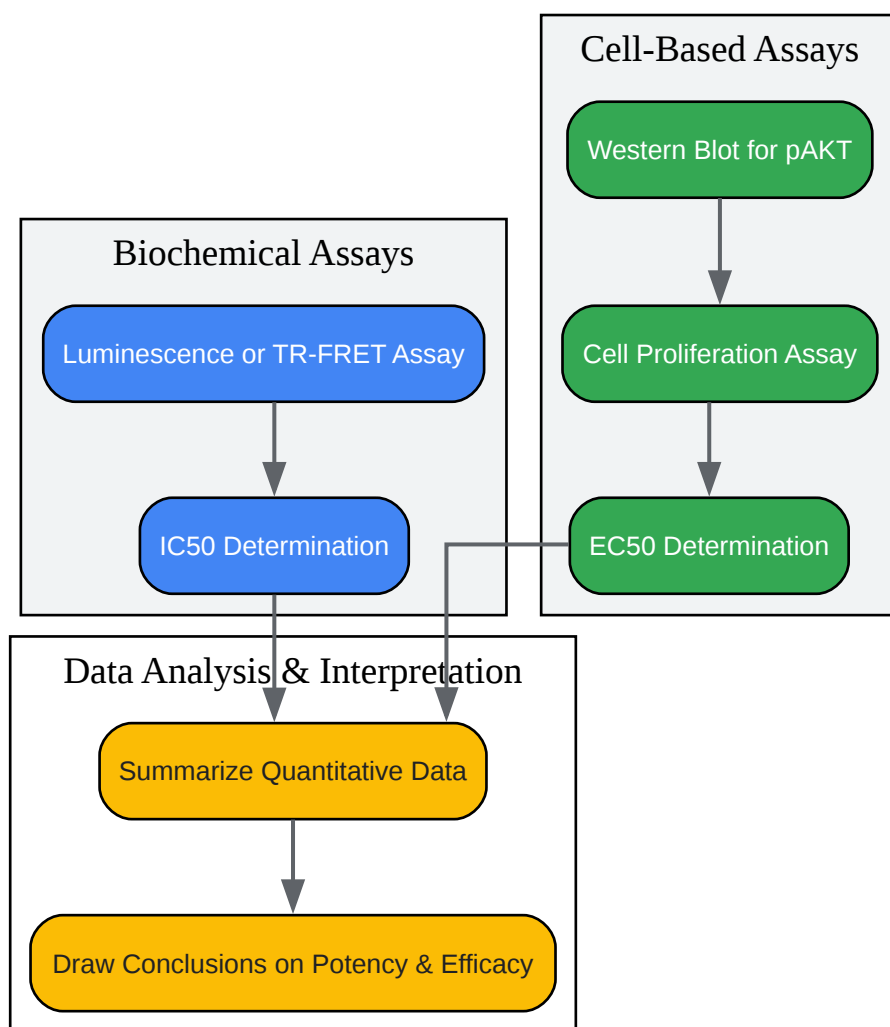 Cell-Based Assays
Western Blot for pAKT
Biochemical Assays
Luminescence or TR-FRET Assay
Cell Proliferation Assay
IC50 Determination
EC50 Determination
Data Analysis & Interpretation
Summarize Quantitative Data
Draw Conclusions on Potency & Efficacy